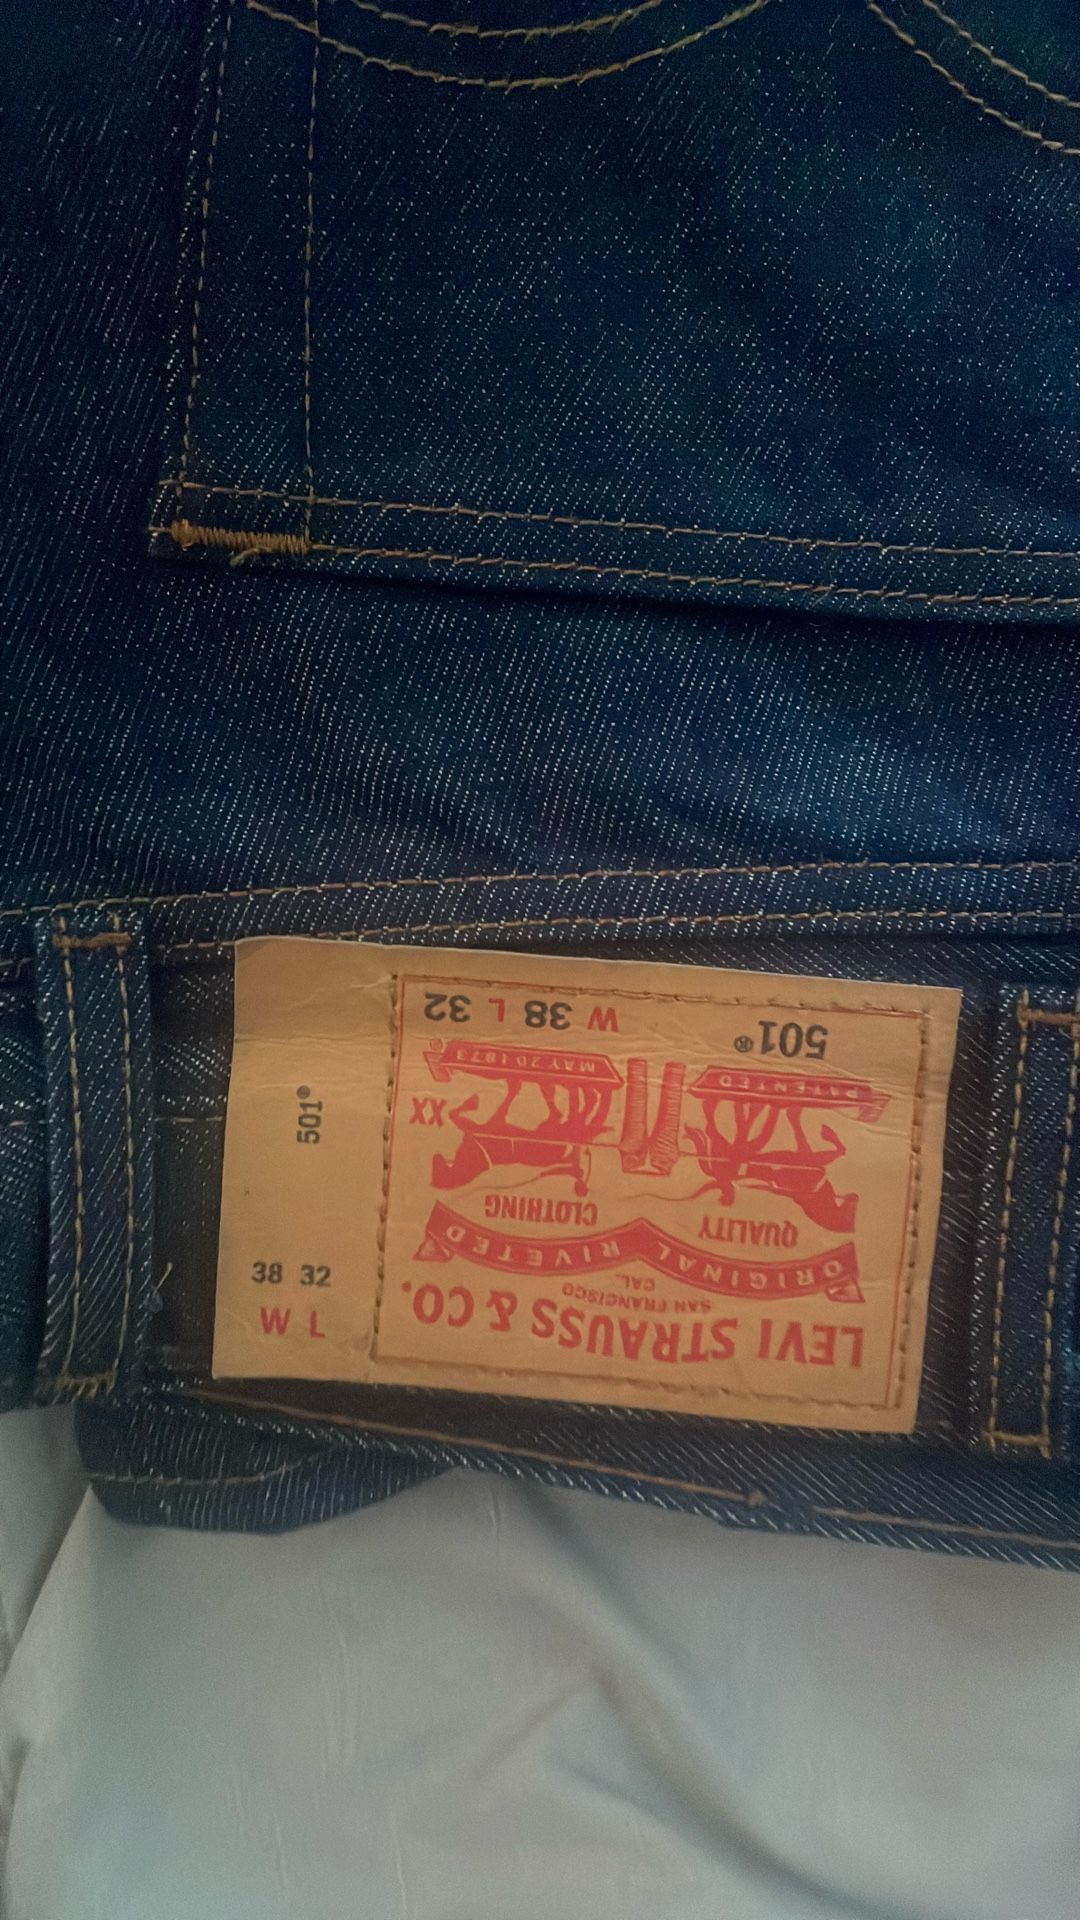 LEVI STRAUSS & CO.
SAN FRANCISCO
CAL.
ORIGINAL RIVETED
QUALITY CLOTHING
XX
PATENTED MAY 20 1873 ®
501® W 38 L 32
501®
38 32
W L